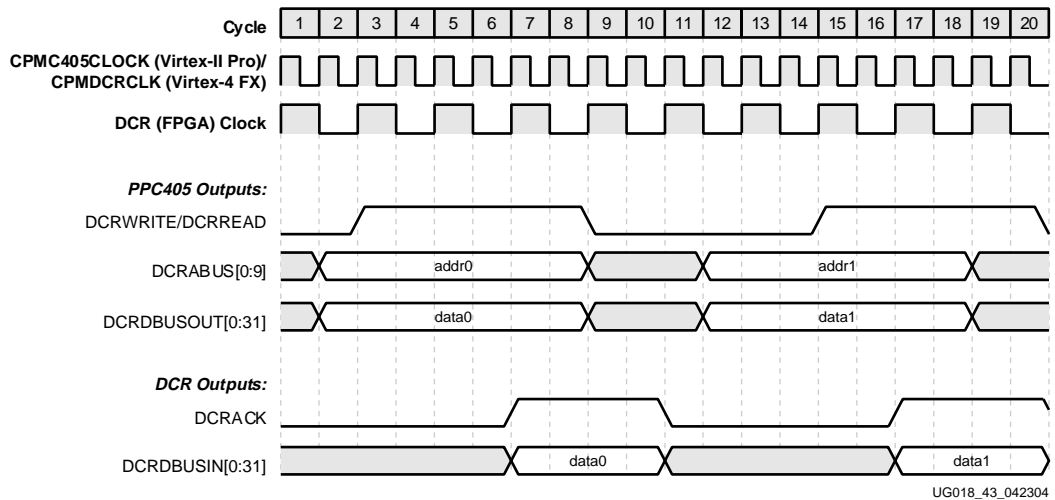 Cycle 1 2 3 4 5 6 7 8 9 10 11 12 13 14 15 16 17 18 19 20
CPMC405CLOCK (Virtex-II Pro)/
CPMDCRCLK (Virtex-4 FX)
DCR (FPGA) Clock
PPC405 Outputs:
DCRWRITE/DCRREAD
DCRABUS[0:9] addr0 addr1
DCRDBUSOUT[0:31] data0 data1
DCR Outputs:
DCRACK
DCRDBUSIN[0:31] data0 data1
UG018_43_042304